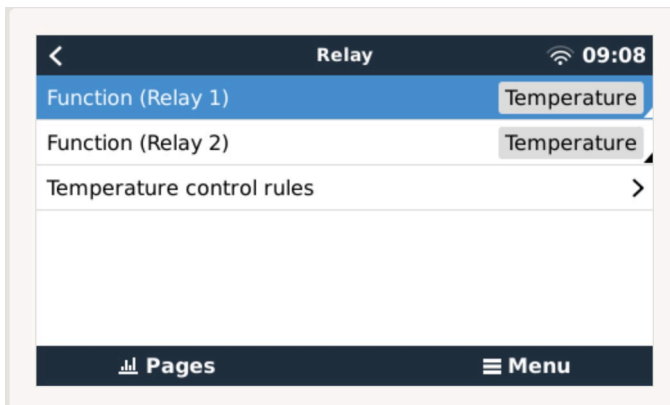 Relay 09:08
Function (Relay 1) Temperature
Function (Relay 2) Temperature
Temperature control rules
Pages Menu